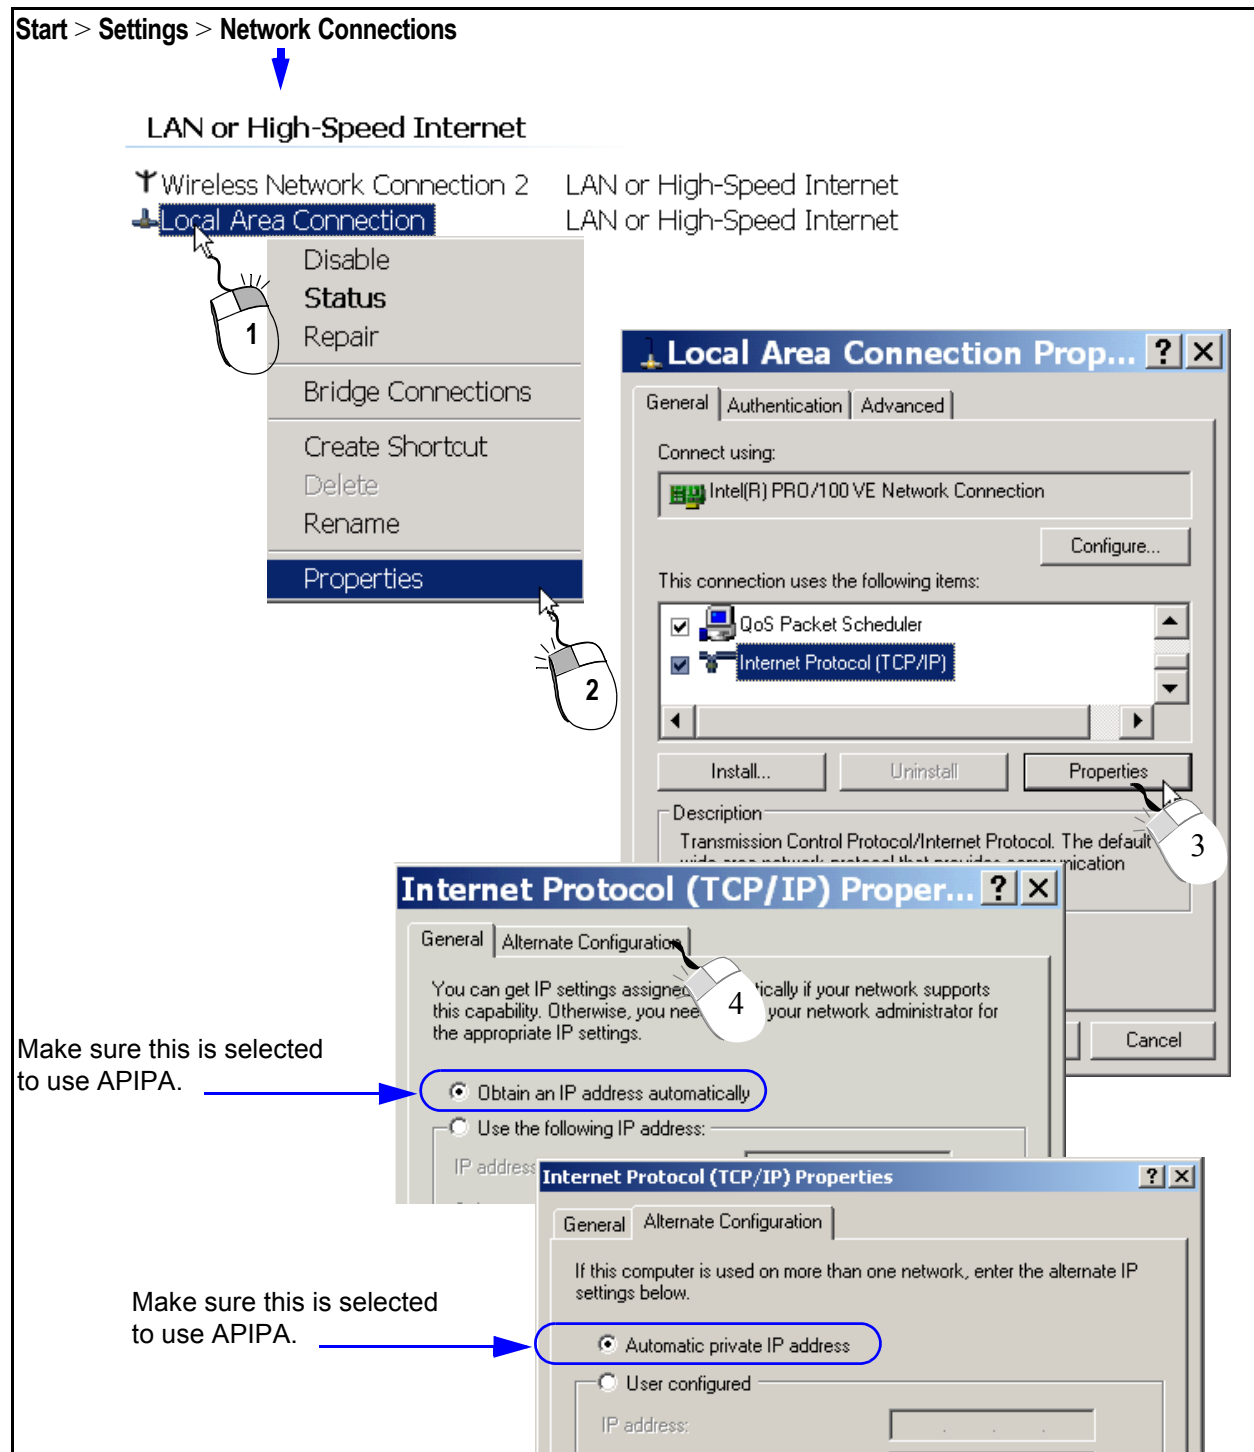 Start > Settings > Network Connections
LAN or High-Speed Internet
Wireless Network Connection 2 LAN or High-Speed Internet
Local Area Connection LAN or High-Speed Internet
Disable
Status
1
Repair
Bridge Connections
Create Shortcut
Delete
Rename
Properties
2
Local Area Connection Prop... ? X
General Authentication Advanced
Connect using:
Intel(R) PRO/100 VE Network Connection
Configure...
This connection uses the following items:
QoS Packet Scheduler
Internet Protocol (TCP/IP)
Install... Uninstall Properties
3
Description
Transmission Control Protocol/Internet Protocol. The default
wide area network protocol that provides communication
Cancel
Internet Protocol (TCP/IP) Proper... ? X
General Alternate Configuration
4
You can get IP settings assigned tically if your network supports
this capability. Otherwise, you nee your network administrator for
the appropriate IP settings.
Make sure this is selected
to use APIPA.
Obtain an IP address automatically
Use the following IP address:
IP address
Internet Protocol (TCP/IP) Properties ? X
General Alternate Configuration
If this computer is used on more than one network, enter the alternate IP
settings below.
Make sure this is selected
to use APIPA.
Automatic private IP address
User configured
IP address: